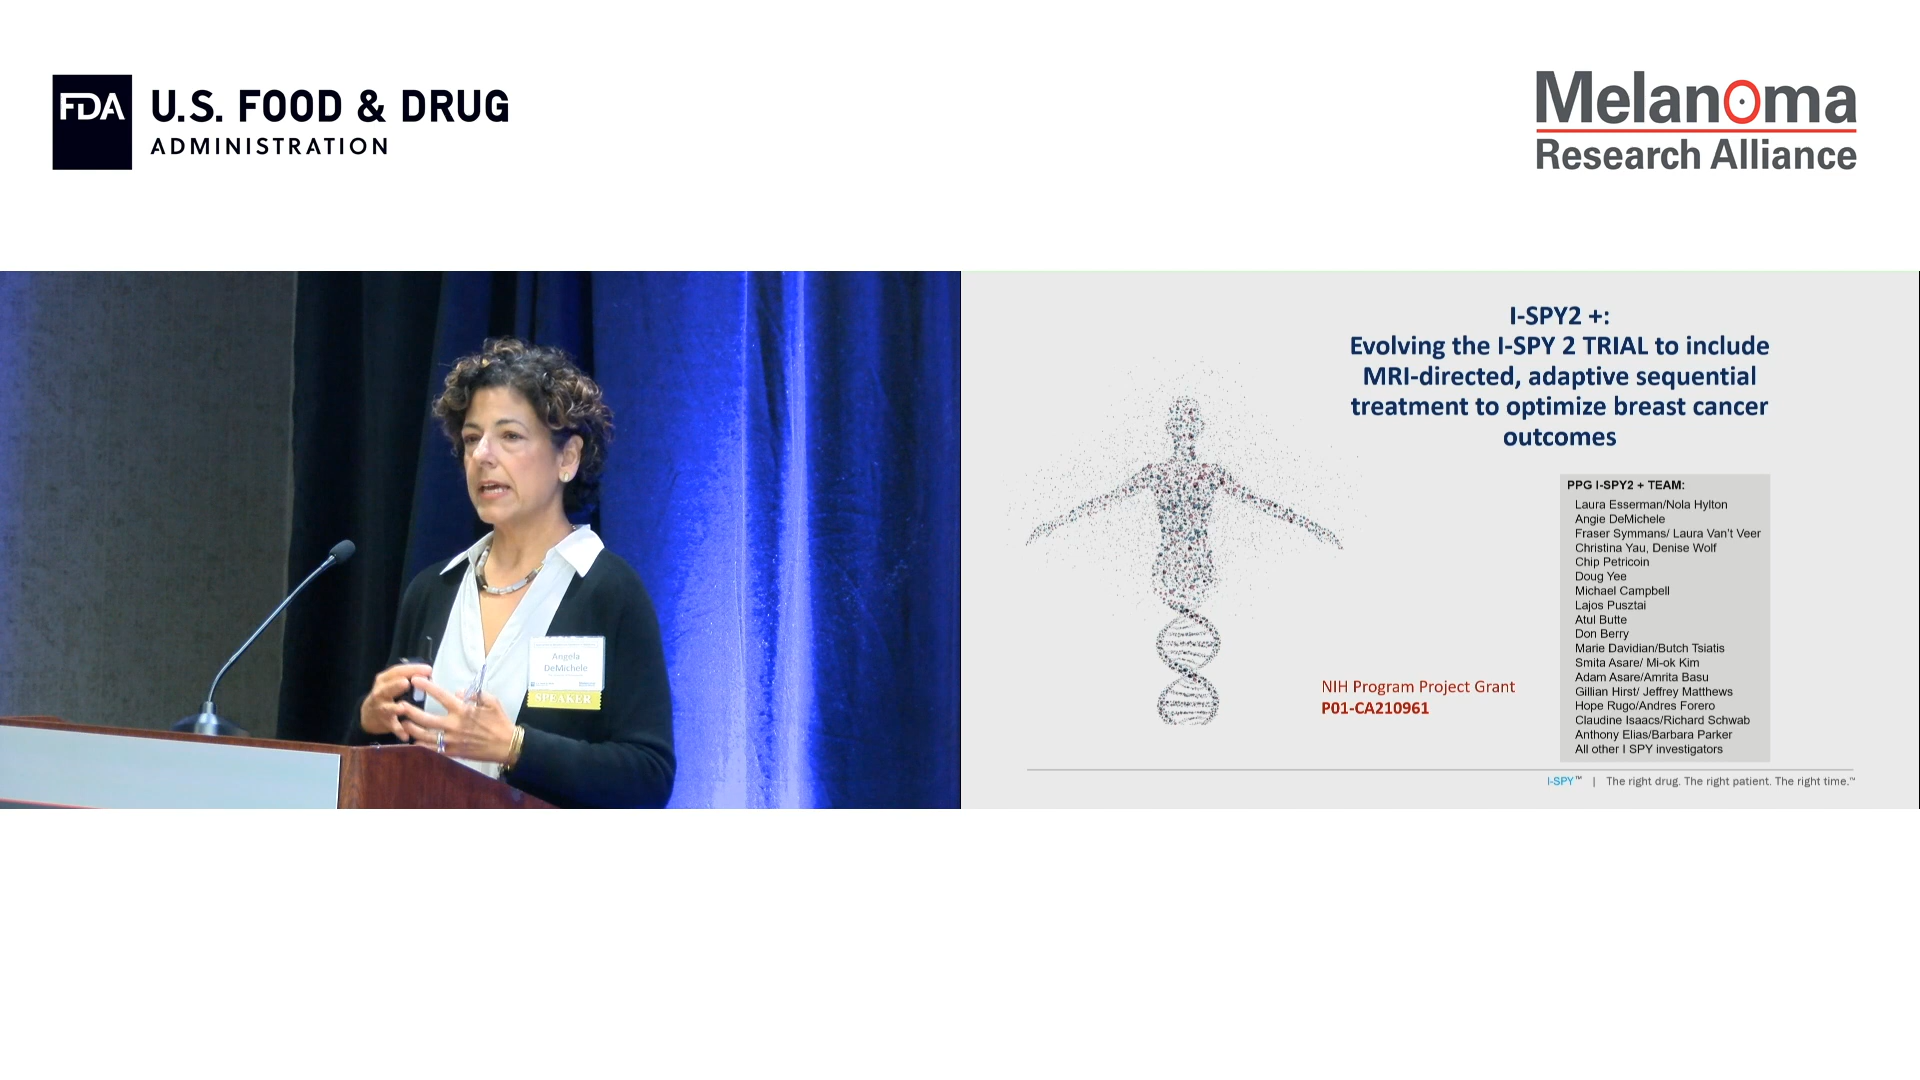 FDA
U.S. FOOD & DRUG
ADMINISTRATION
Melanoma
Research Alliance
Angela
DeMichele
SPEAKER
I-SPY2 +:
Evolving the I-SPY 2 TRIAL to include
MRI-directed, adaptive sequential
treatment to optimize breast cancer
outcomes
PPG I-SPY2 + TEAM:
Laura Esserman/Nola Hylton
Angie DeMichele
Fraser Symmans/ Laura Van't Veer
Christina Yau, Denise Wolf
Chip Petricoin
Doug Yee
Michael Campbell
Lajos Pusztai
Atul Butte
Don Berry
Marie Davidian/Butch Tsiatis
Smita Asare/ Mi-ok Kim
Adam Asare/Amrita Basu
Gillian Hirst/ Jeffrey Matthews
Hope Rugo/Andres Forero
Claudine Isaacs/Richard Schwab
Anthony Elias/Barbara Parker
All other I SPY investigators
NIH Program Project Grant
P01-CA210961
I-SPY™ | The right drug. The right patient. The right time.™